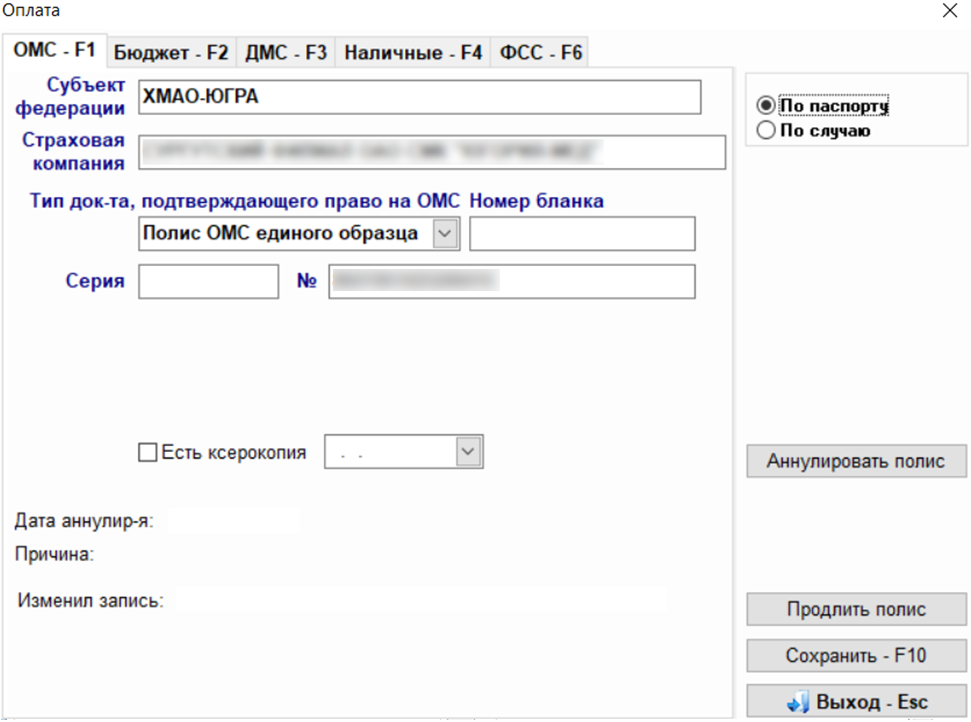 Оплата
ОМС - F1 Бюджет - F2 ДМС - F3 Наличные - F4 ФСС - F6
Субъект федерации ХМАО-ЮГРА
По паспорту
По случаю
Страховая компания
Тип док-та, подтверждающего право на ОМС Номер бланка
Полис ОМС единого образца
Серия №
Есть ксерокопия . .
Аннулировать полис
Дата аннулир-я:
Причина:
Изменил запись:
Продлить полис
Сохранить - F10
Выход - Esc